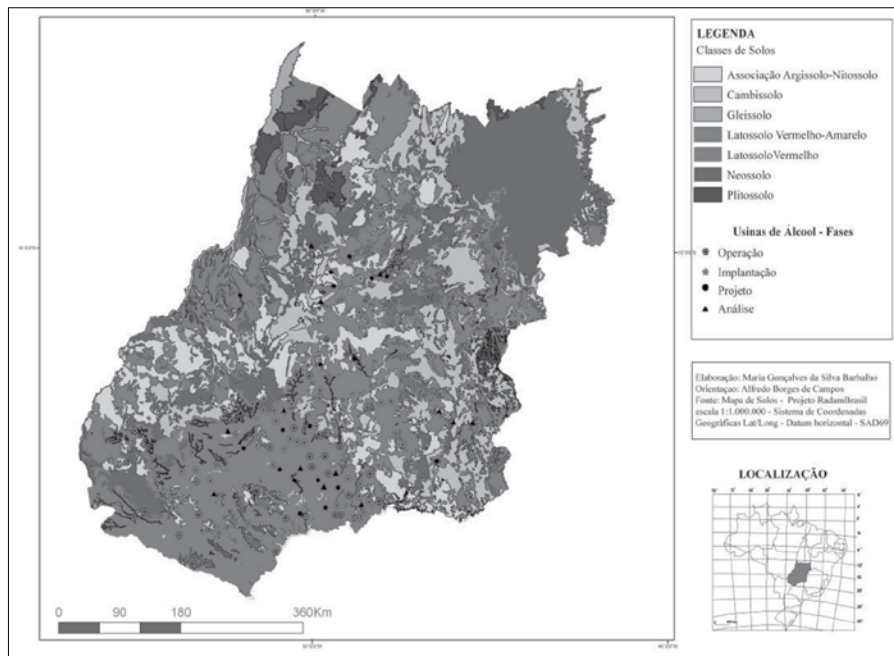 LEGENDA
Classes de Solos
Associação Argissolo-Nitossolo
Cambissolo
Gleissolo
Latossolo Vermelho-Amarelo
LatossoloVermelho
Neossolo
Plitossolo
Usinas de Álcool - Fases
Operação
Implantação
Projeto
Análise
Elaboração: Maria Gonçalves da Silva Barbalho
Orientaçao: Alfredo Borges de Campos
Fonte: Mapa de Solos - Projeto RadamBrasil
escala 1:1.000.000 - Sistema de Coordenadas
Geográficas Lat/Long - Datum horizontal - SAD69
LOCALIZAÇÃO
0 90 180 360Km